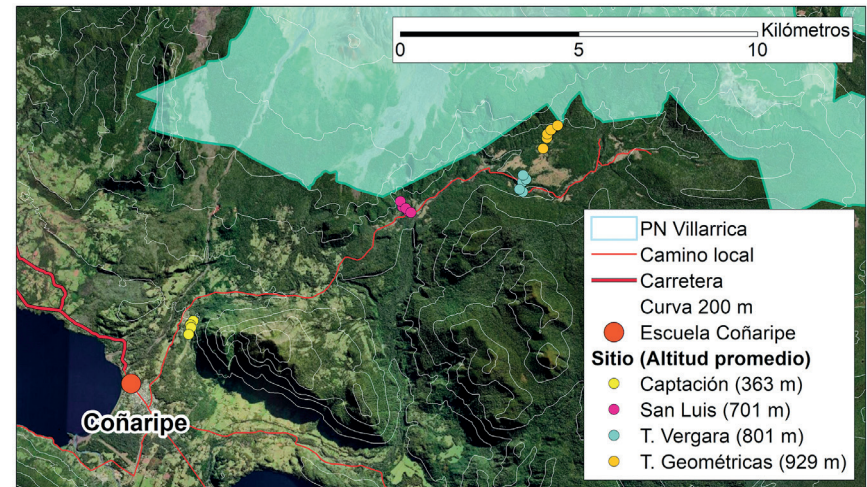 Kilómetros
0 5 10
PN Villarrica
Camino local
Carretera
Curva 200 m
Escuela Coñaripe
Sitio (Altitud promedio)
Captación (363 m)
San Luis (701 m)
T. Vergara (801 m)
T. Geométricas (929 m)
Coñaripe